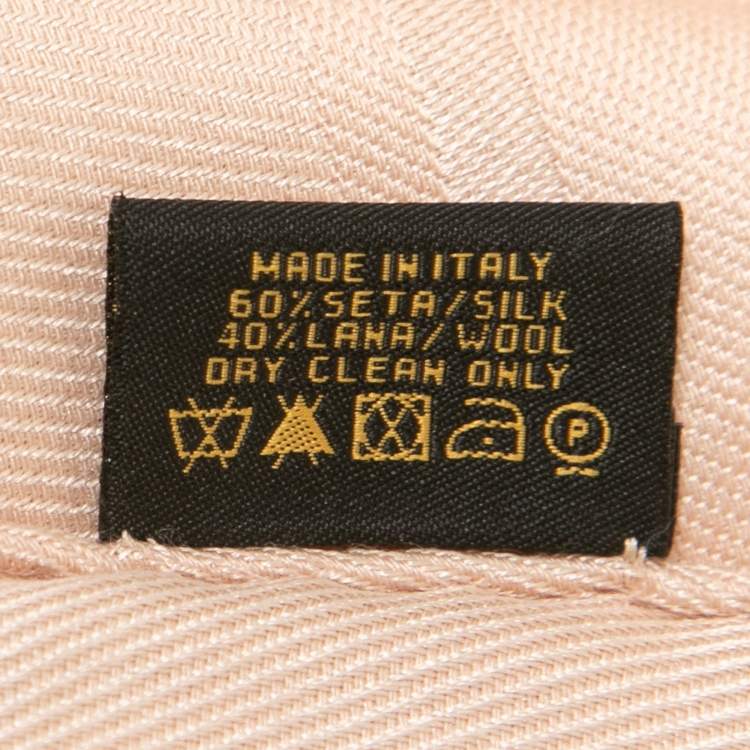 MADE IN ITALY
60% SETA/SILK
40% LANA/WOOL
DRY CLEAN ONLY
P